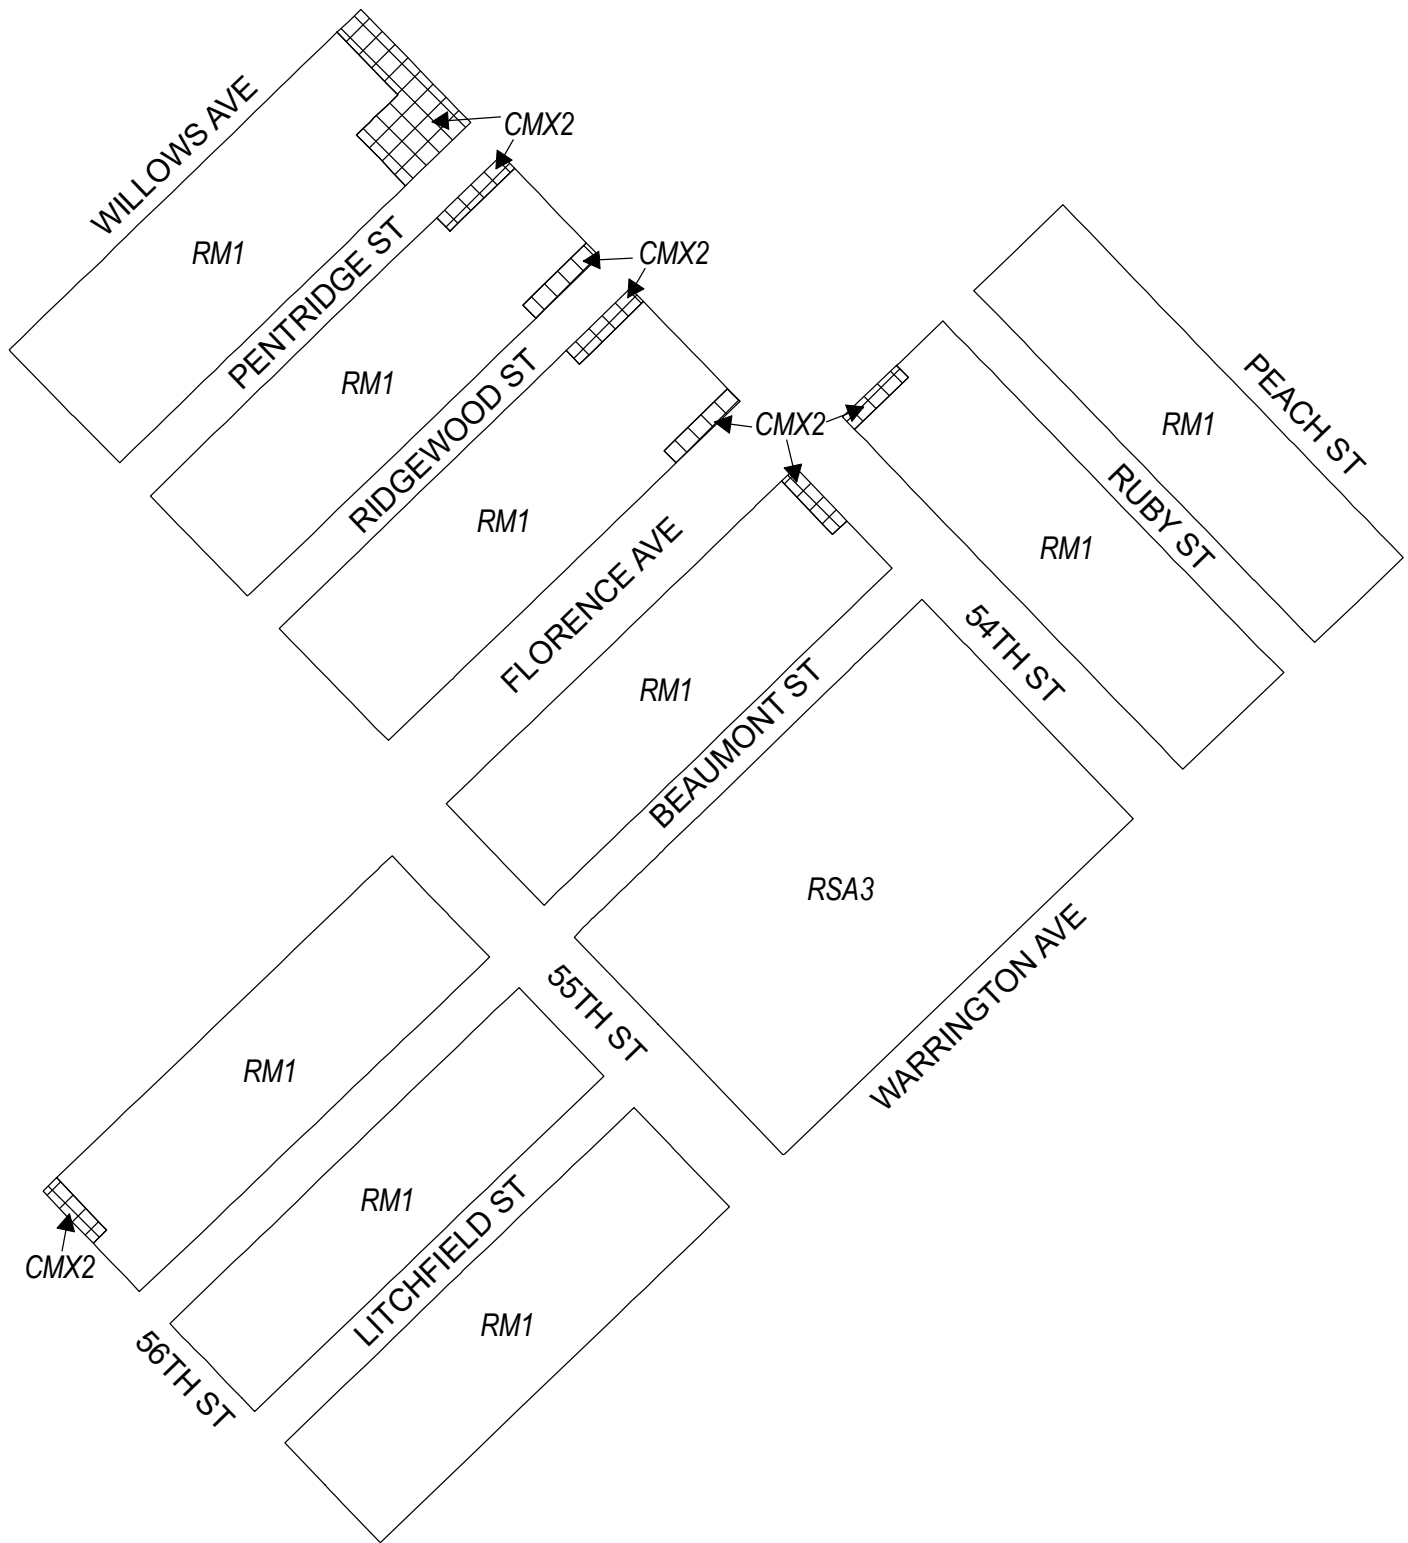 WILLOWS AVE
CMX2
RM1
PENTRIDGE ST
CMX2
RM1
RIDGEWOOD ST
PEACH ST
RM1
CMX2
RUBY ST
RM1
RM1
FLORENCE AVE
54TH ST
RM1
BEAUMONT ST
RSA3
WARRINGTON AVE
55TH ST
RM1
RM1
LITCHFIELD ST
CMX2
RM1
56TH ST